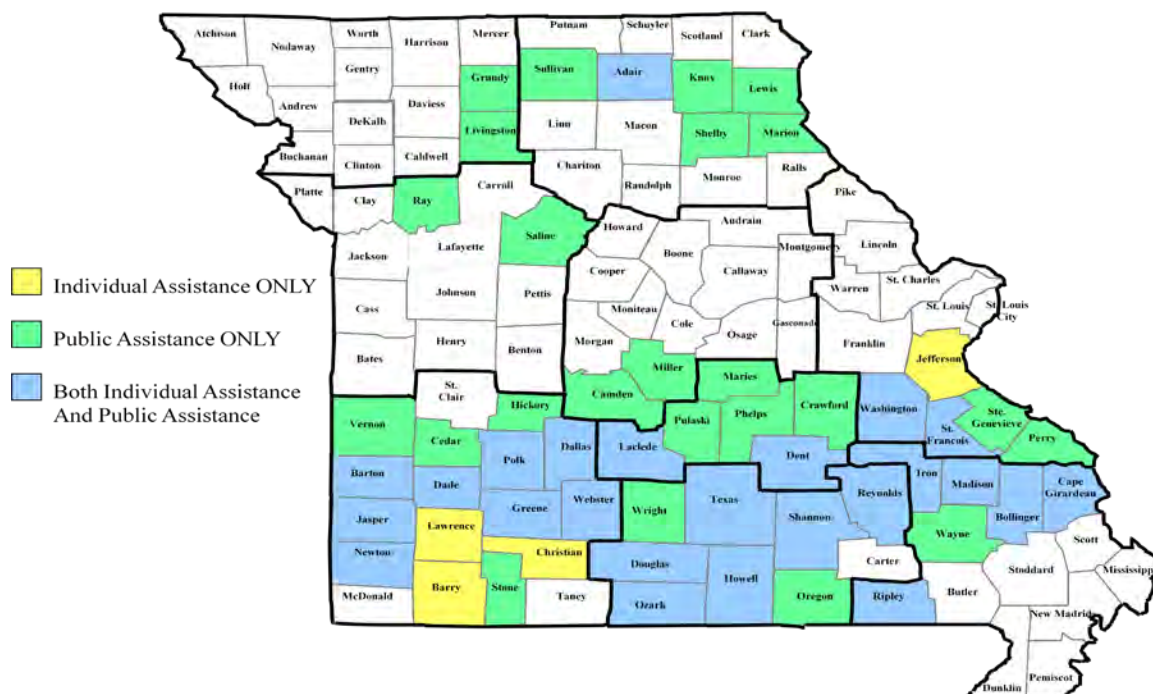 Atchison
Nodaway
Worth
Harrison
Mercer
Putnam
Schuyler
Scotland
Clark
Gentry
Holt
Andrew
DeKalb
Daviess
Grundy
Sullivan
Adair
Knox
Lewis
Livingston
Linn
Macon
Shelby
Marion
Buchanan
Clinton
Caldwell
Chariton
Randolph
Monroe
Ralls
Platte
Clay
Ray
Carroll
Pike
Saline
Howard
Audrain
Jackson
Lafayette
Boone
Montgomery
Lincoln
Cooper
Callaway
Warren
St. Charles
Individual Assistance ONLY
Cass
Johnson
Pettis
Moniteau
Cole
Osage
Gasconade
St. Louis
St. Louis
City
Public Assistance ONLY
Bates
Henry
Benton
Morgan
Miller
Franklin
Jefferson
Both Individual Assistance
And Public Assistance
St.
Clair
Hickory
Camden
Maries
Pulaski
Phelps
Crawford
Washington
St.
Francois
Ste.
Genevieve
Perry
Vernon
Cedar
Polk
Dallas
Laclede
Dent
Iron
Madison
Cape
Girardeau
Barton
Dade
Greene
Webster
Wright
Texas
Reynolds
Bollinger
Jasper
Lawrence
Shannon
Wayne
Scott
Newton
Christian
Douglas
Howell
Carter
Stoddard
Mississippi
McDonald
Barry
Stone
Taney
Ozark
Oregon
Ripley
Butler
New Madrid
Dunklin
Pemiscot